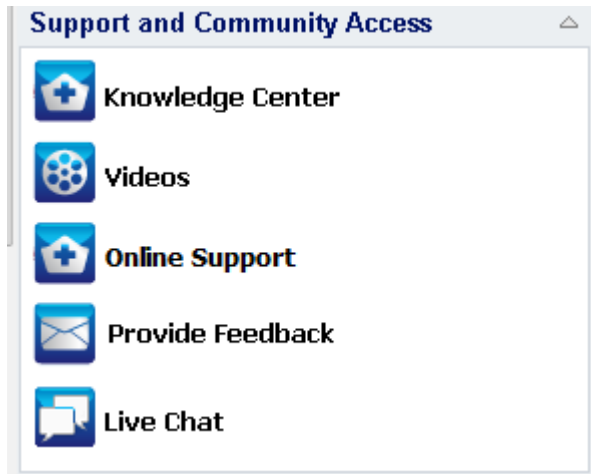 Support and Community Access
Knowledge Center
Videos
Online Support
Provide Feedback
Live Chat